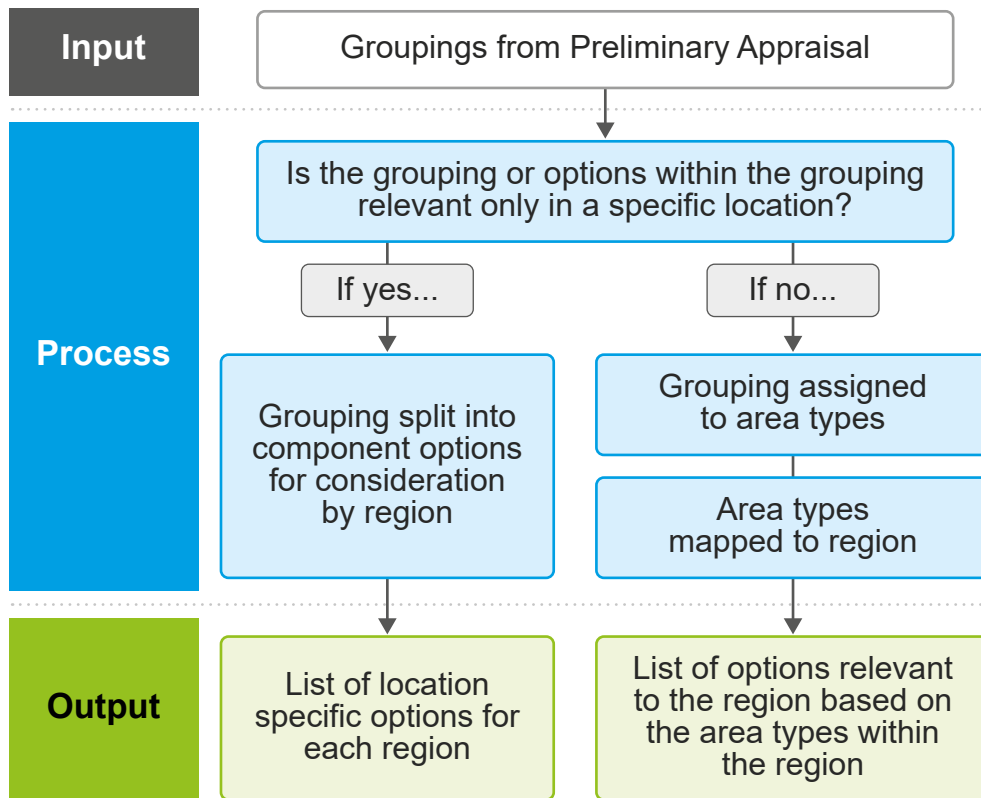 Input
Groupings from Preliminary Appraisal
Process
Is the grouping or options within the grouping
relevant only in a specific location?
If yes...
If no...
Grouping split into
component options
for consideration
by region
Grouping assigned
to area types
Area types
mapped to region
Output
List of location
specific options for
each region
List of options relevant
to the region based on
the area types within
the region